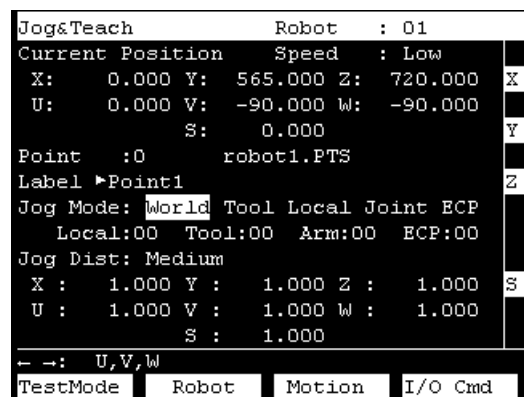 Jog&Teach Robot : 01
Current Position Speed : Low
X: 0.000 Y: 565.000 Z: 720.000 X
U: 0.000 V: -90.000 W: -90.000
S: 0.000 Y
Point :0 robot1.PTS
Label ▶Point1 Z
Jog Mode: World Tool Local Joint ECP
Local:00 Tool:00 Arm:00 ECP:00
Jog Dist: Medium
X : 1.000 Y : 1.000 Z : 1.000 S
U : 1.000 V : 1.000 W : 1.000
S : 1.000
← →: U,V,W
TestMode Robot Motion I/O Cmd